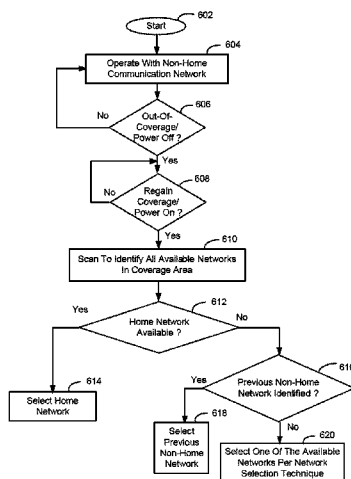 602
Start
604
Operate With Non-Home
Communication Network
606
No
Out-Of-
Coverage/
Power Off ?
Yes
608
No
Regain
Coverage/
Power On ?
Yes
610
Scan To Identify All Available Networks
In Coverage Area
612
Yes
Home Network
Available ?
No
614
Select Home
Network
Yes
Previous Non-Home
Network Identified ?
618
No
Select
Previous
Non-Home
Network
620
Select One Of The Available
Networks Per Network
Selection Technique